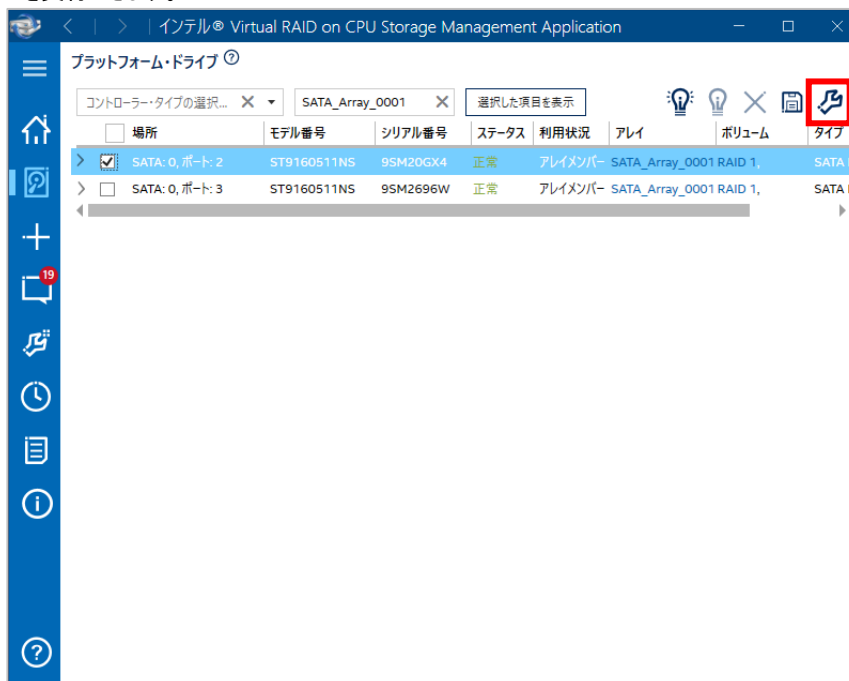 インテル® Virtual RAID on CPU Storage Management Application
プラットフォーム・ドライブ ?
コントローラー・タイプの選択... SATA_Array_0001 選択した項目を表示
場所 モデル番号 シリアル番号 ステータス 利用状況 アレイ ボリューム タイプ
SATA: 0, ポート: 2 ST9160511NS 9SM20GX4 正常 アレイメンバー SATA_Array_0001 RAID 1, SATA
SATA: 0, ポート: 3 ST9160511NS 9SM2696W 正常 アレイメンバー SATA_Array_0001 RAID 1, SATA
19